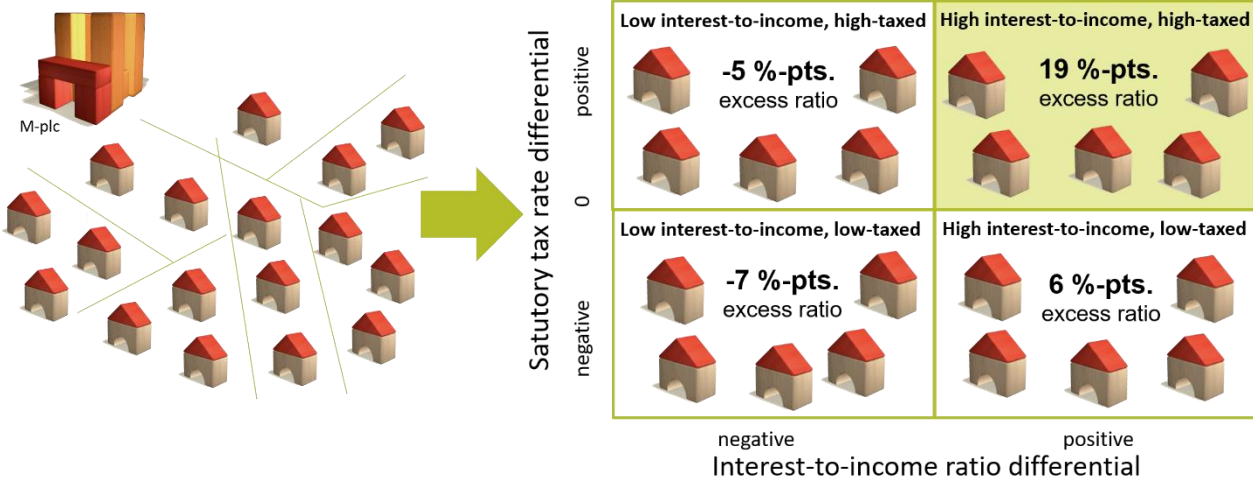 M-plc
Satutory tax rate differential
positive
0
negative
Low interest-to-income, high-taxed
-5 %-pts.
excess ratio
High interest-to-income, high-taxed
19 %-pts.
excess ratio
Low interest-to-income, low-taxed
-7 %-pts.
excess ratio
High interest-to-income, low-taxed
6 %-pts.
excess ratio
negative
positive
Interest-to-income ratio differential